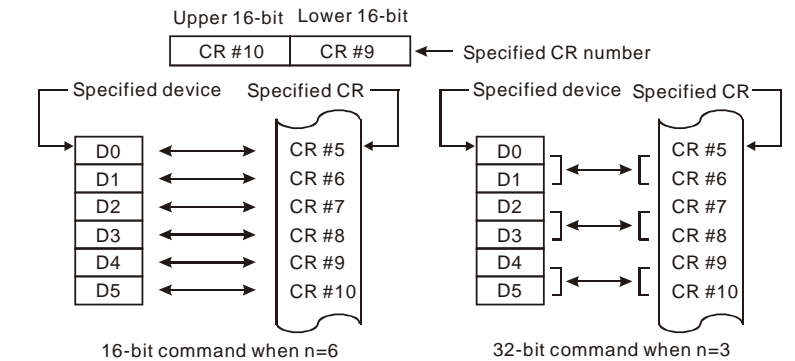 Upper 16-bit Lower 16-bit
CR #10 CR #9 Specified CR number
Specified device Specified CR Specified device Specified CR
D0 CR #5 D0 CR #5
D1 CR #6 D1 CR #6
D2 CR #7 D2 CR #7
D3 CR #8 D3 CR #8
D4 CR #9 D4 CR #9
D5 CR #10 D5 CR #10
16-bit command when n=6 32-bit command when n=3